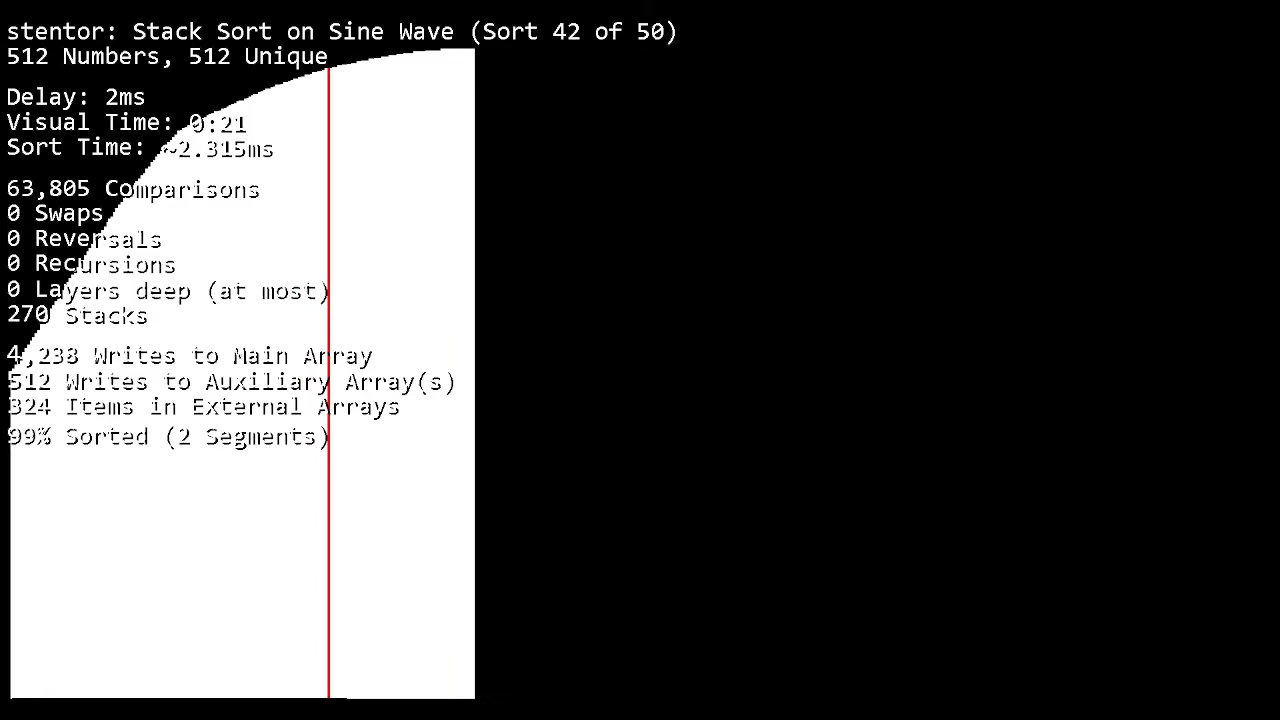 stentor: Stack Sort on Sine Wave (Sort 42 of 50)
512 Numbers, 512 Unique
Delay: 2ms
Visual Time: 0:21
Sort Time: ~2.315ms
63,805 Comparisons
0 Swaps
0 Reversals
0 Recursions
0 Layers deep (at most)
270 Stacks
4,238 Writes to Main Array
512 Writes to Auxiliary Array(s)
324 Items in External Arrays
99% Sorted (2 Segments)